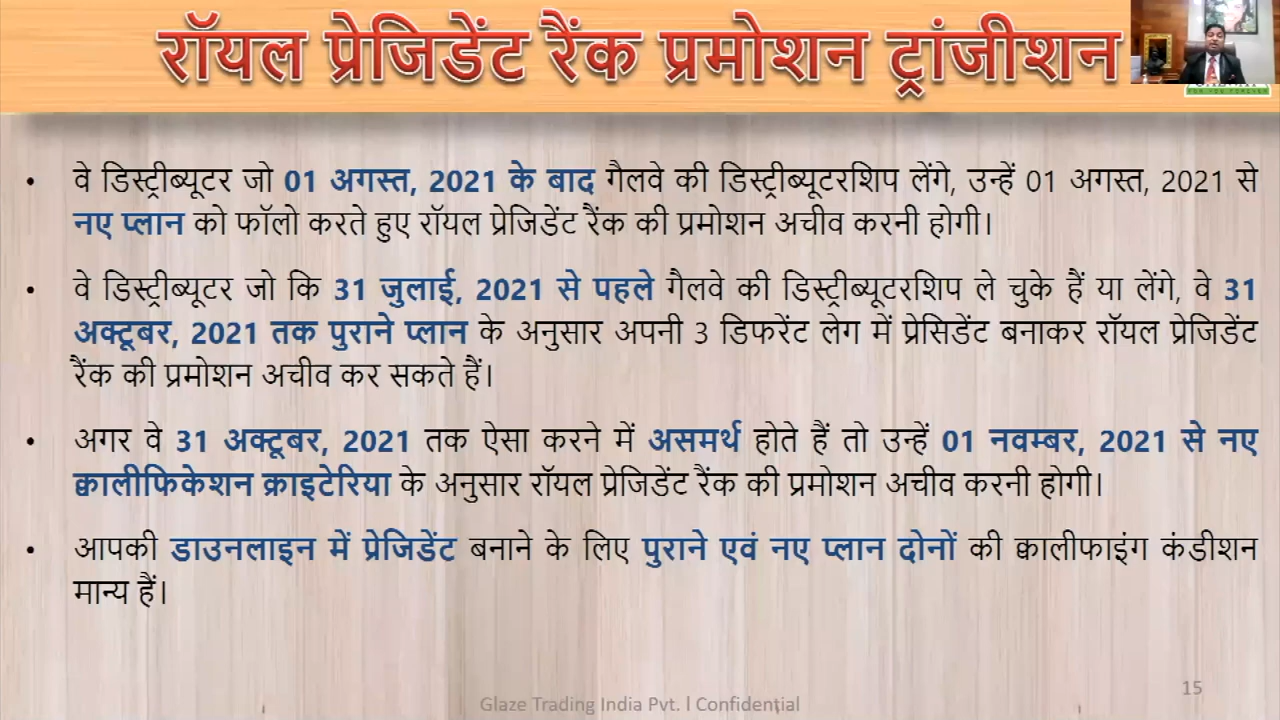 रॉयल प्रेजिडेंट रैंक प्रमोशन ट्रांजीशन
• वे डिस्ट्रीब्यूटर जो 01 अगस्त, 2021 के बाद गैलवे की डिस्ट्रीब्यूटरशिप लेंगे, उन्हें 01 अगस्त, 2021 से
नए प्लान को फॉलो करते हुए रॉयल प्रेजिडेंट रैंक की प्रमोशन अचीव करनी होगी।
• वे डिस्ट्रीब्यूटर जो कि 31 जुलाई, 2021 से पहले गैलवे की डिस्ट्रीब्यूटरशिप ले चुके हैं या लेंगे, वे 31
अक्टूबर, 2021 तक पुराने प्लान के अनुसार अपनी 3 डिफरेंट लेग में प्रेसिडेंट बनाकर रॉयल प्रेजिडेंट
रैंक की प्रमोशन अचीव कर सकते हैं।
• अगर वे 31 अक्टूबर, 2021 तक ऐसा करने में असमर्थ होते हैं तो उन्हें 01 नवम्बर, 2021 से नए
क्वालीफिकेशन क्राइटेरिया के अनुसार रॉयल प्रेजिडेंट रैंक की प्रमोशन अचीव करनी होगी।
• आपकी डाउनलाइन में प्रेजिडेंट बनाने के लिए पुराने एवं नए प्लान दोनों की क्वालीफाइंग कंडीशन
मान्य हैं।
15
Glaze Trading India Pvt. l Confidential